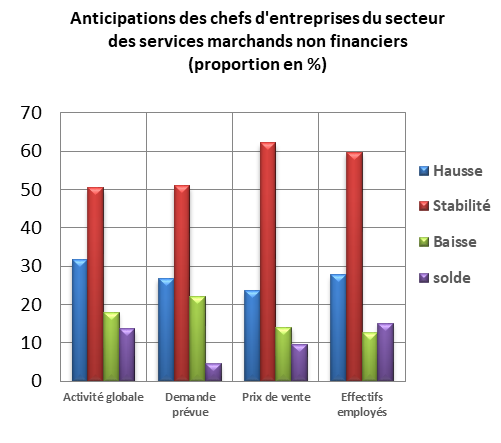 Anticipations des chefs d'entreprises du secteur
des services marchands non financiers
(proportion en %)
70
60
50
40
30
20
10
0
Activité globale
Demande
prévue
Prix de vente
Effectifs
employés
Hausse
Stabilité
Baisse
solde